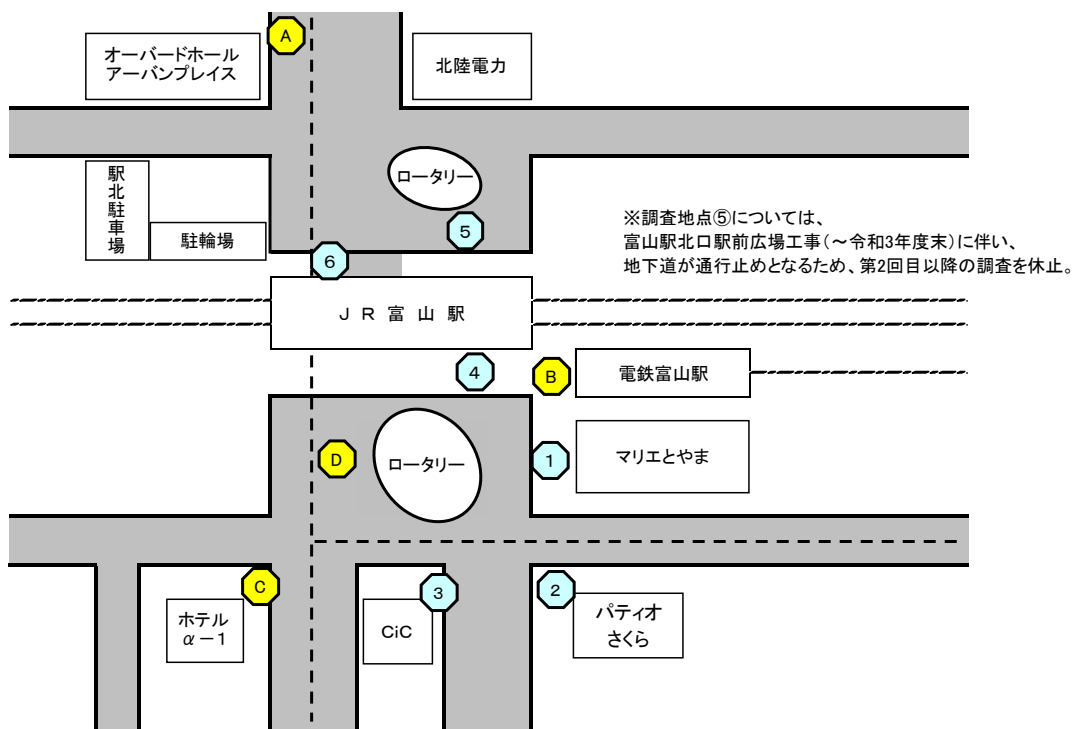 A
オーバードホール
アーバンプレイス
北陸電力
駅北駐車場
駐輪場
ロータリー
5
6
※調査地点⑤については、
富山駅北口駅前広場工事(～令和3年度末)に伴い、
地下道が通行止めとなるため、第2回目以降の調査を休止。
ＪＲ富山駅
4
B
電鉄富山駅
D
ロータリー
1
マリエとやま
C
ホテル
α－1
3
CiC
2
パティオ
さくら